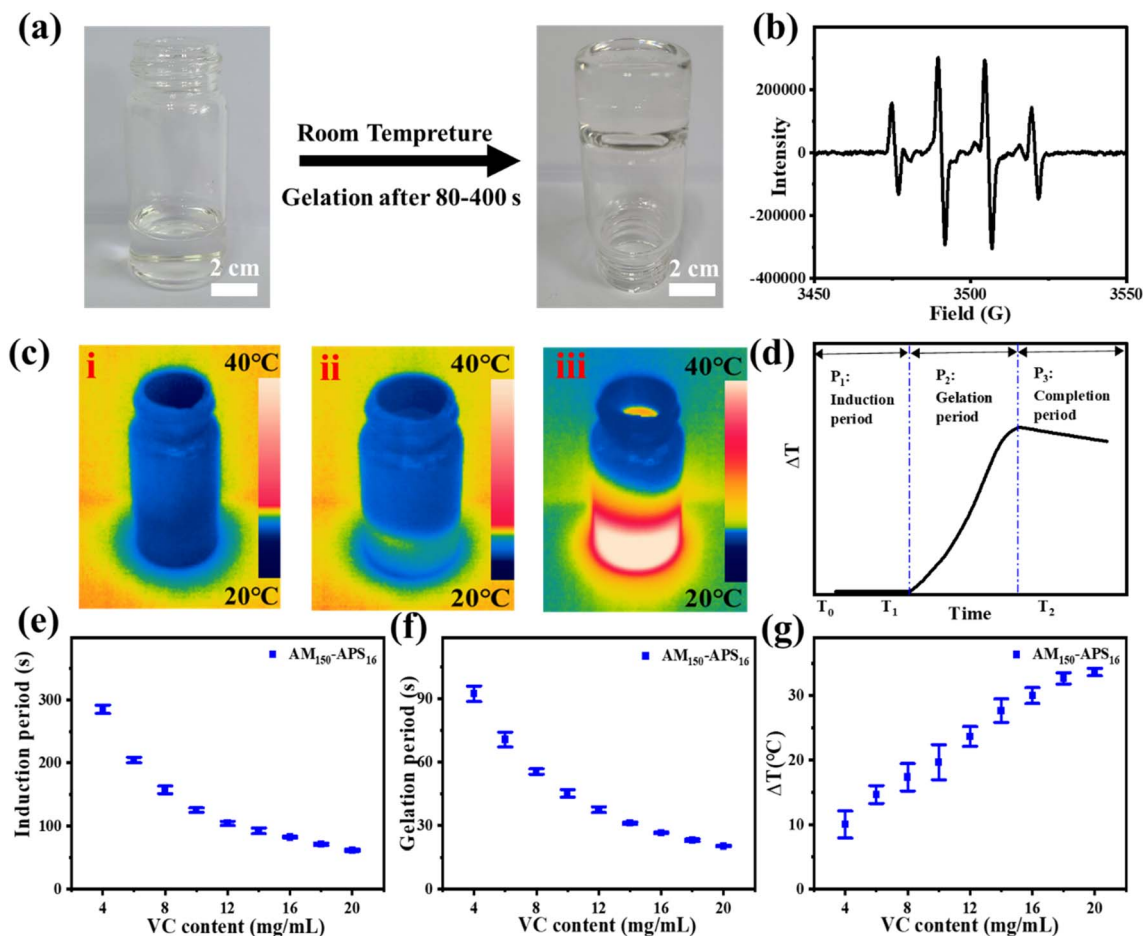 (a)
Room Tempreture
Gelation after 80-400 s
2 cm
2 cm
(b)
Intensity
200000
0
-200000
-400000
3450
3500
3550
Field (G)
(c)
i
40℃
20℃
ii
40℃
20℃
iii
40℃
20℃
(d)
ΔT
P₁:
Induction
period
P₂:
Gelation
period
P₃:
Completion
period
T₀
T₁
Time
T₂
(e)
AM₁₅₀-APS₁₆
Induction period (s)
300
200
100
0
4
8
12
16
20
VC content (mg/mL)
(f)
AM₁₅₀-APS₁₆
Gelation period (s)
90
60
30
0
4
8
12
16
20
VC content (mg/mL)
(g)
AM₁₅₀-APS₁₆
ΔT(℃)
30
20
10
0
4
8
12
16
20
VC content (mg/mL)